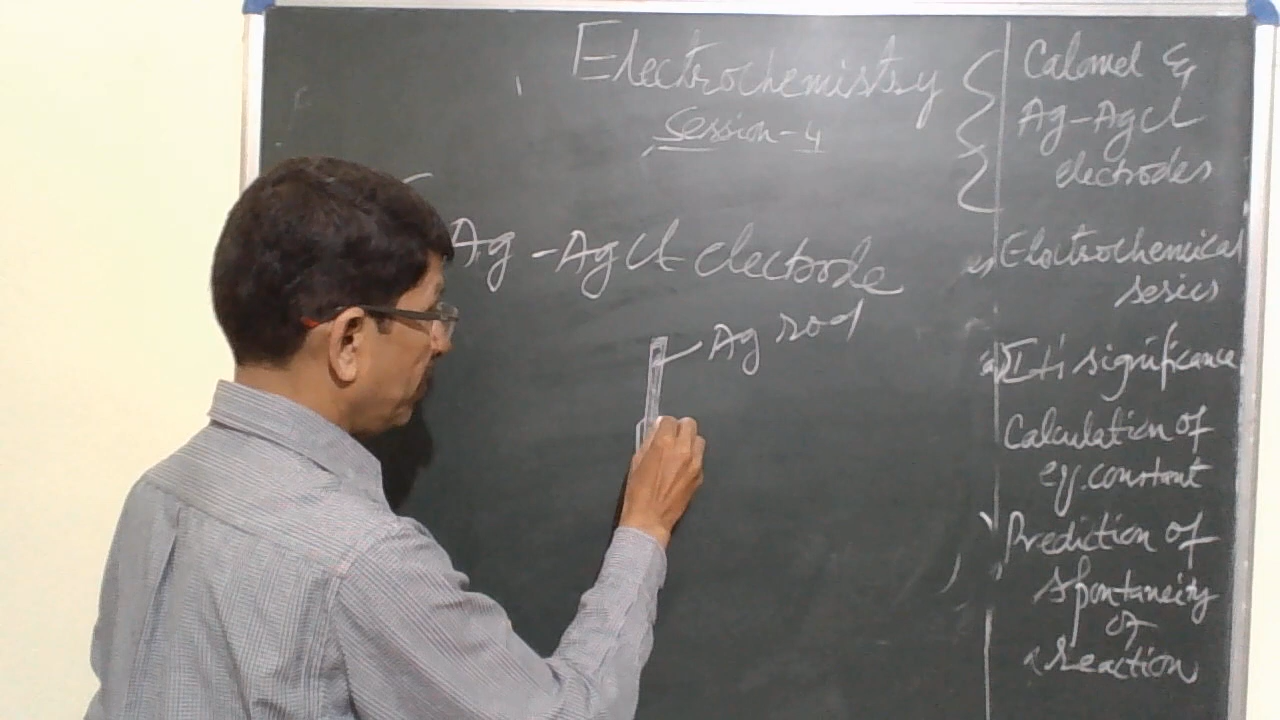 Electrochemistry
Session-4
Ag-AgCl electrode
Ag rod
Calomel &
Ag-AgCl
electrodes
Electrochemical
series
Its significance
Calculation of
eq. constant
Prediction of
spontaneity
of
reaction